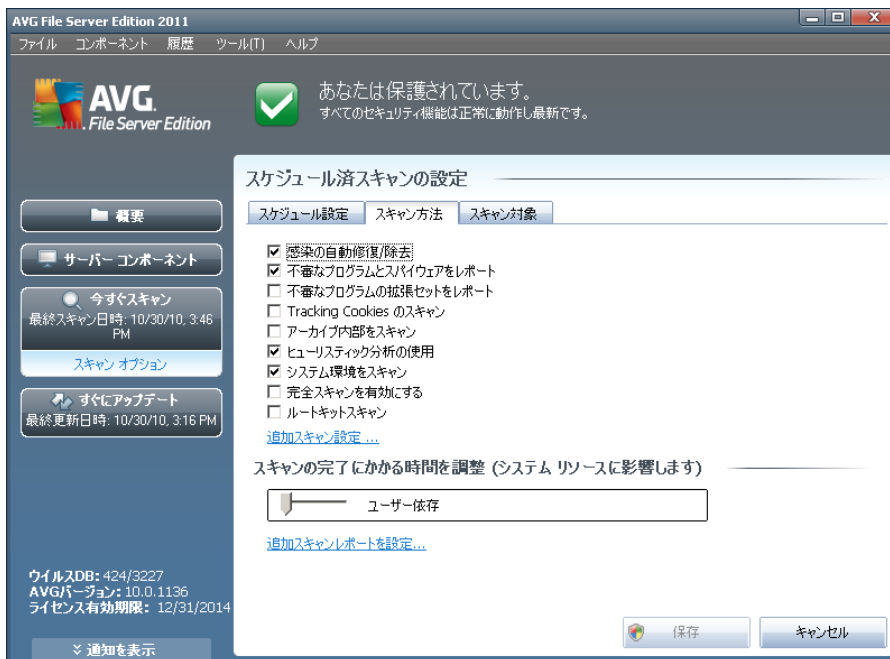 AVG File Server Edition 2011
ファイル コンポーネント 履歴 ツール(T) ヘルプ
AVG.
File Server Edition
あなたは保護されています。
すべてのセキュリティ機能は正常に動作し最新です。
概要
サーバー コンポーネント
今すぐスキャン
最終スキャン日時: 10/30/10, 3:46
PM
スキャン オプション
すぐにアップデート
最終更新日時: 10/30/10, 3:16 PM
ウイルスDB: 424/3227
AVGバージョン: 10.0.1136
ライセンス有効期限: 12/31/2014
通知を表示
スケジュール済スキャンの設定
スケジュール設定 スキャン方法 スキャン対象
感染の自動修復/除去
不審なプログラムとスパイウェアをレポート
不審なプログラムの拡張セットをレポート
Tracking Cookies のスキャン
アーカイブ内部をスキャン
ヒューリスティック分析の使用
システム環境をスキャン
完全スキャンを有効にする
ルートキットスキャン
追加スキャン設定 ...
スキャンの完了にかかる時間を調整 (システム リソースに影響します)
ユーザー依存
追加スキャンレポートを設定...
保存 キャンセル